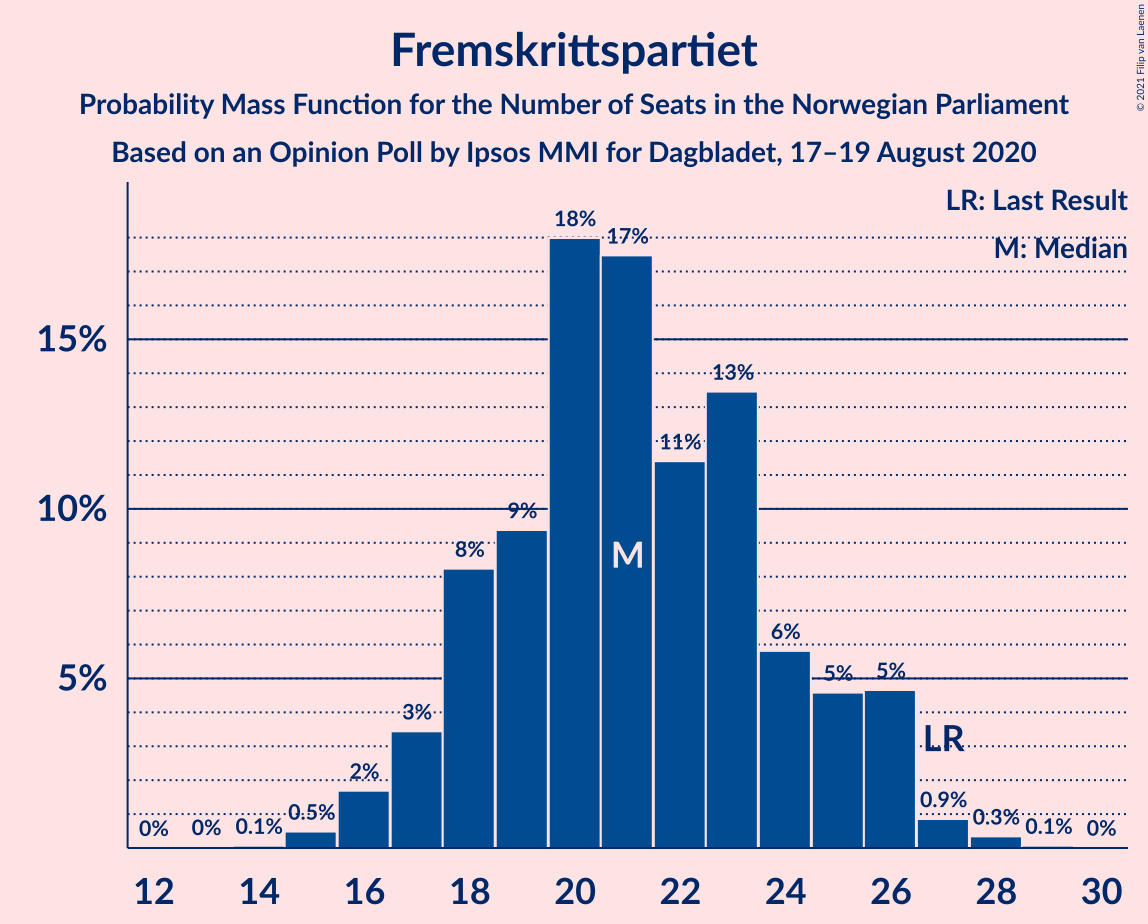 Fremskrittspartiet
Probability Mass Function for the Number of Seats in the Norwegian Parliament
Based on an Opinion Poll by Ipsos MMI for Dagbladet, 17–19 August 2020
© 2021 Filip van Laenen
LR: Last Result
M: Median
18%
17%
15%
13%
11%
10%
9%
8%
M
6%
5%
5%
5%
3%
LR
2%
0.9%
0.5%
0.3%
0% 0% 0.1% 0.1% 0%
12 14 16 18 20 22 24 26 28 30